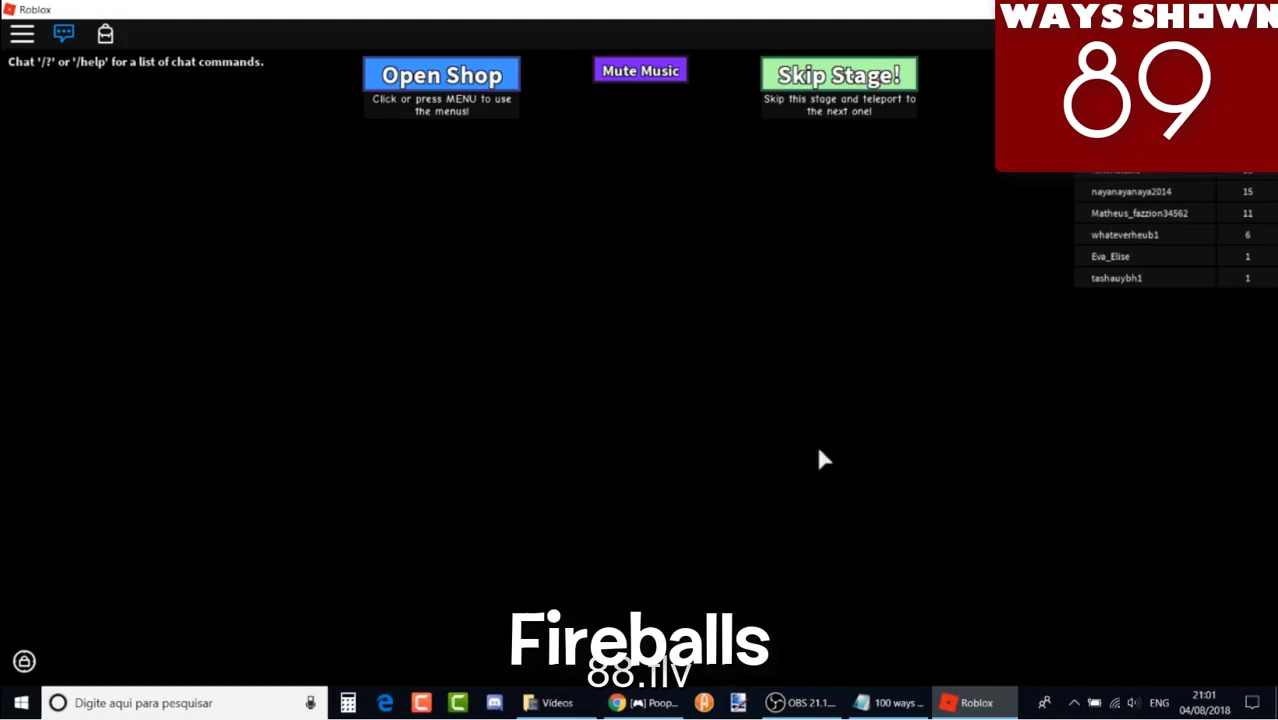 Roblox
WAYS SHOWN
89
Chat '/?' or '/help' for a list of chat commands.
Open Shop
Click or press MENU to use
the menus!
Mute Music
Skip Stage!
Skip this stage and teleport to
the next one!
nayanayanaya2014 15
Matheus_fazzion34562 11
whateverheub1 6
Eva_Elise 1
tashauybh1 1
Fireballs
88.flv
Digite aqui para pesquisar
Vídeos
Poop...
OBS 21.1...
100 ways ...
Roblox
ENG
21:01
04/08/2018